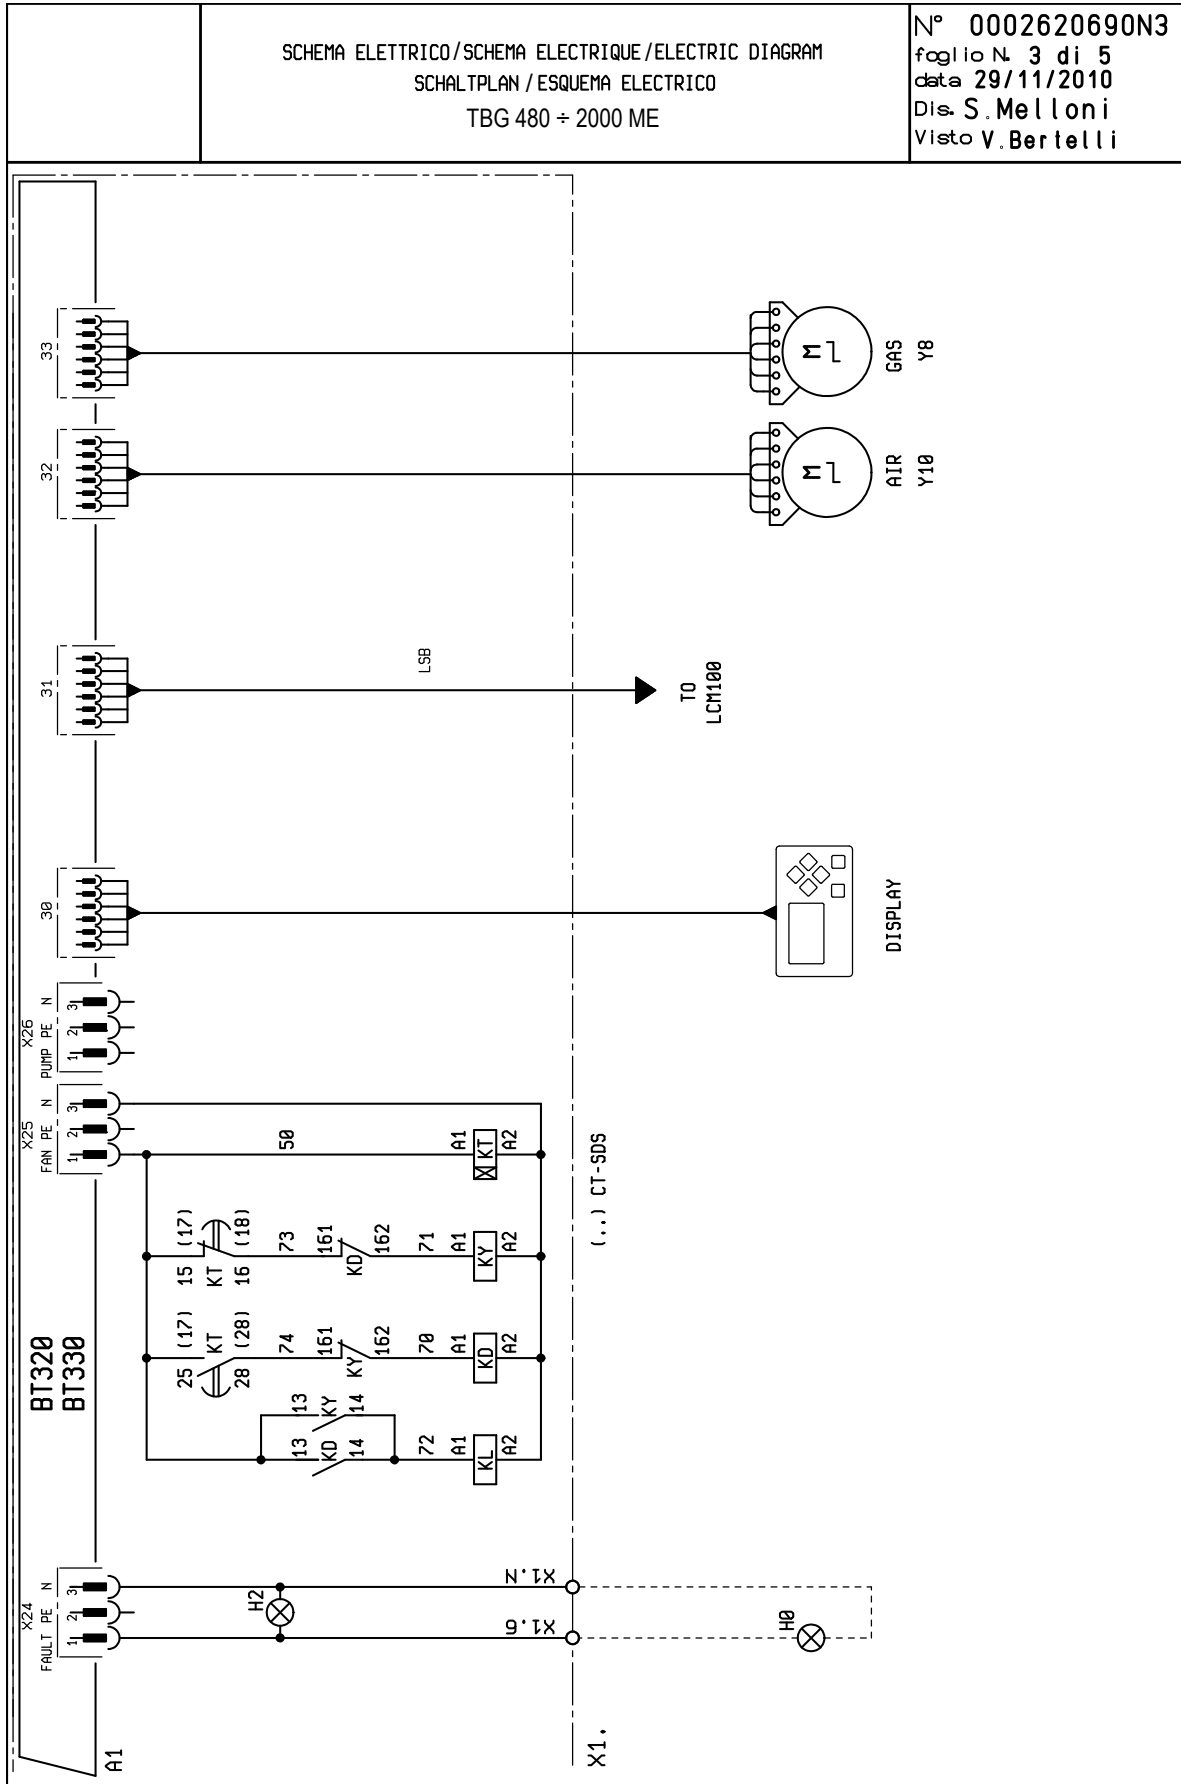 SCHEMA ELETTRICO/SCHEMA ELECTRIQUE/ELECTRIC DIAGRAM
SCHALTPLAN / ESQUEMA ELECTRICO
TBG 480 ÷ 2000 ME
N° 0002620690N3
foglio N. 3 di 5
data 29/11/2010
Dis. S.Melloni
Visto V.Bertelli
33
GAS
Y8
32
AIR
Y10
31
LSB
TO
LCM100
30
DISPLAY
X26
PUMP PE N
1 2 3
X25
FAN PE N
1 2 3
50
A1
KT
A2
(..) CT-SDS
15 (17)
KT
16 (18)
73
161
KD
162
71
A1
KY
A2
BT320
BT330
25 (17)
KT
28 (28)
74
161
KY
162
70
A1
KD
A2
13
KY
14
13
KD
14
72
A1
KL
A2
X24
FAULT PE N
1 2 3
H2
X1.N
X1.6
H0
A1
X1.